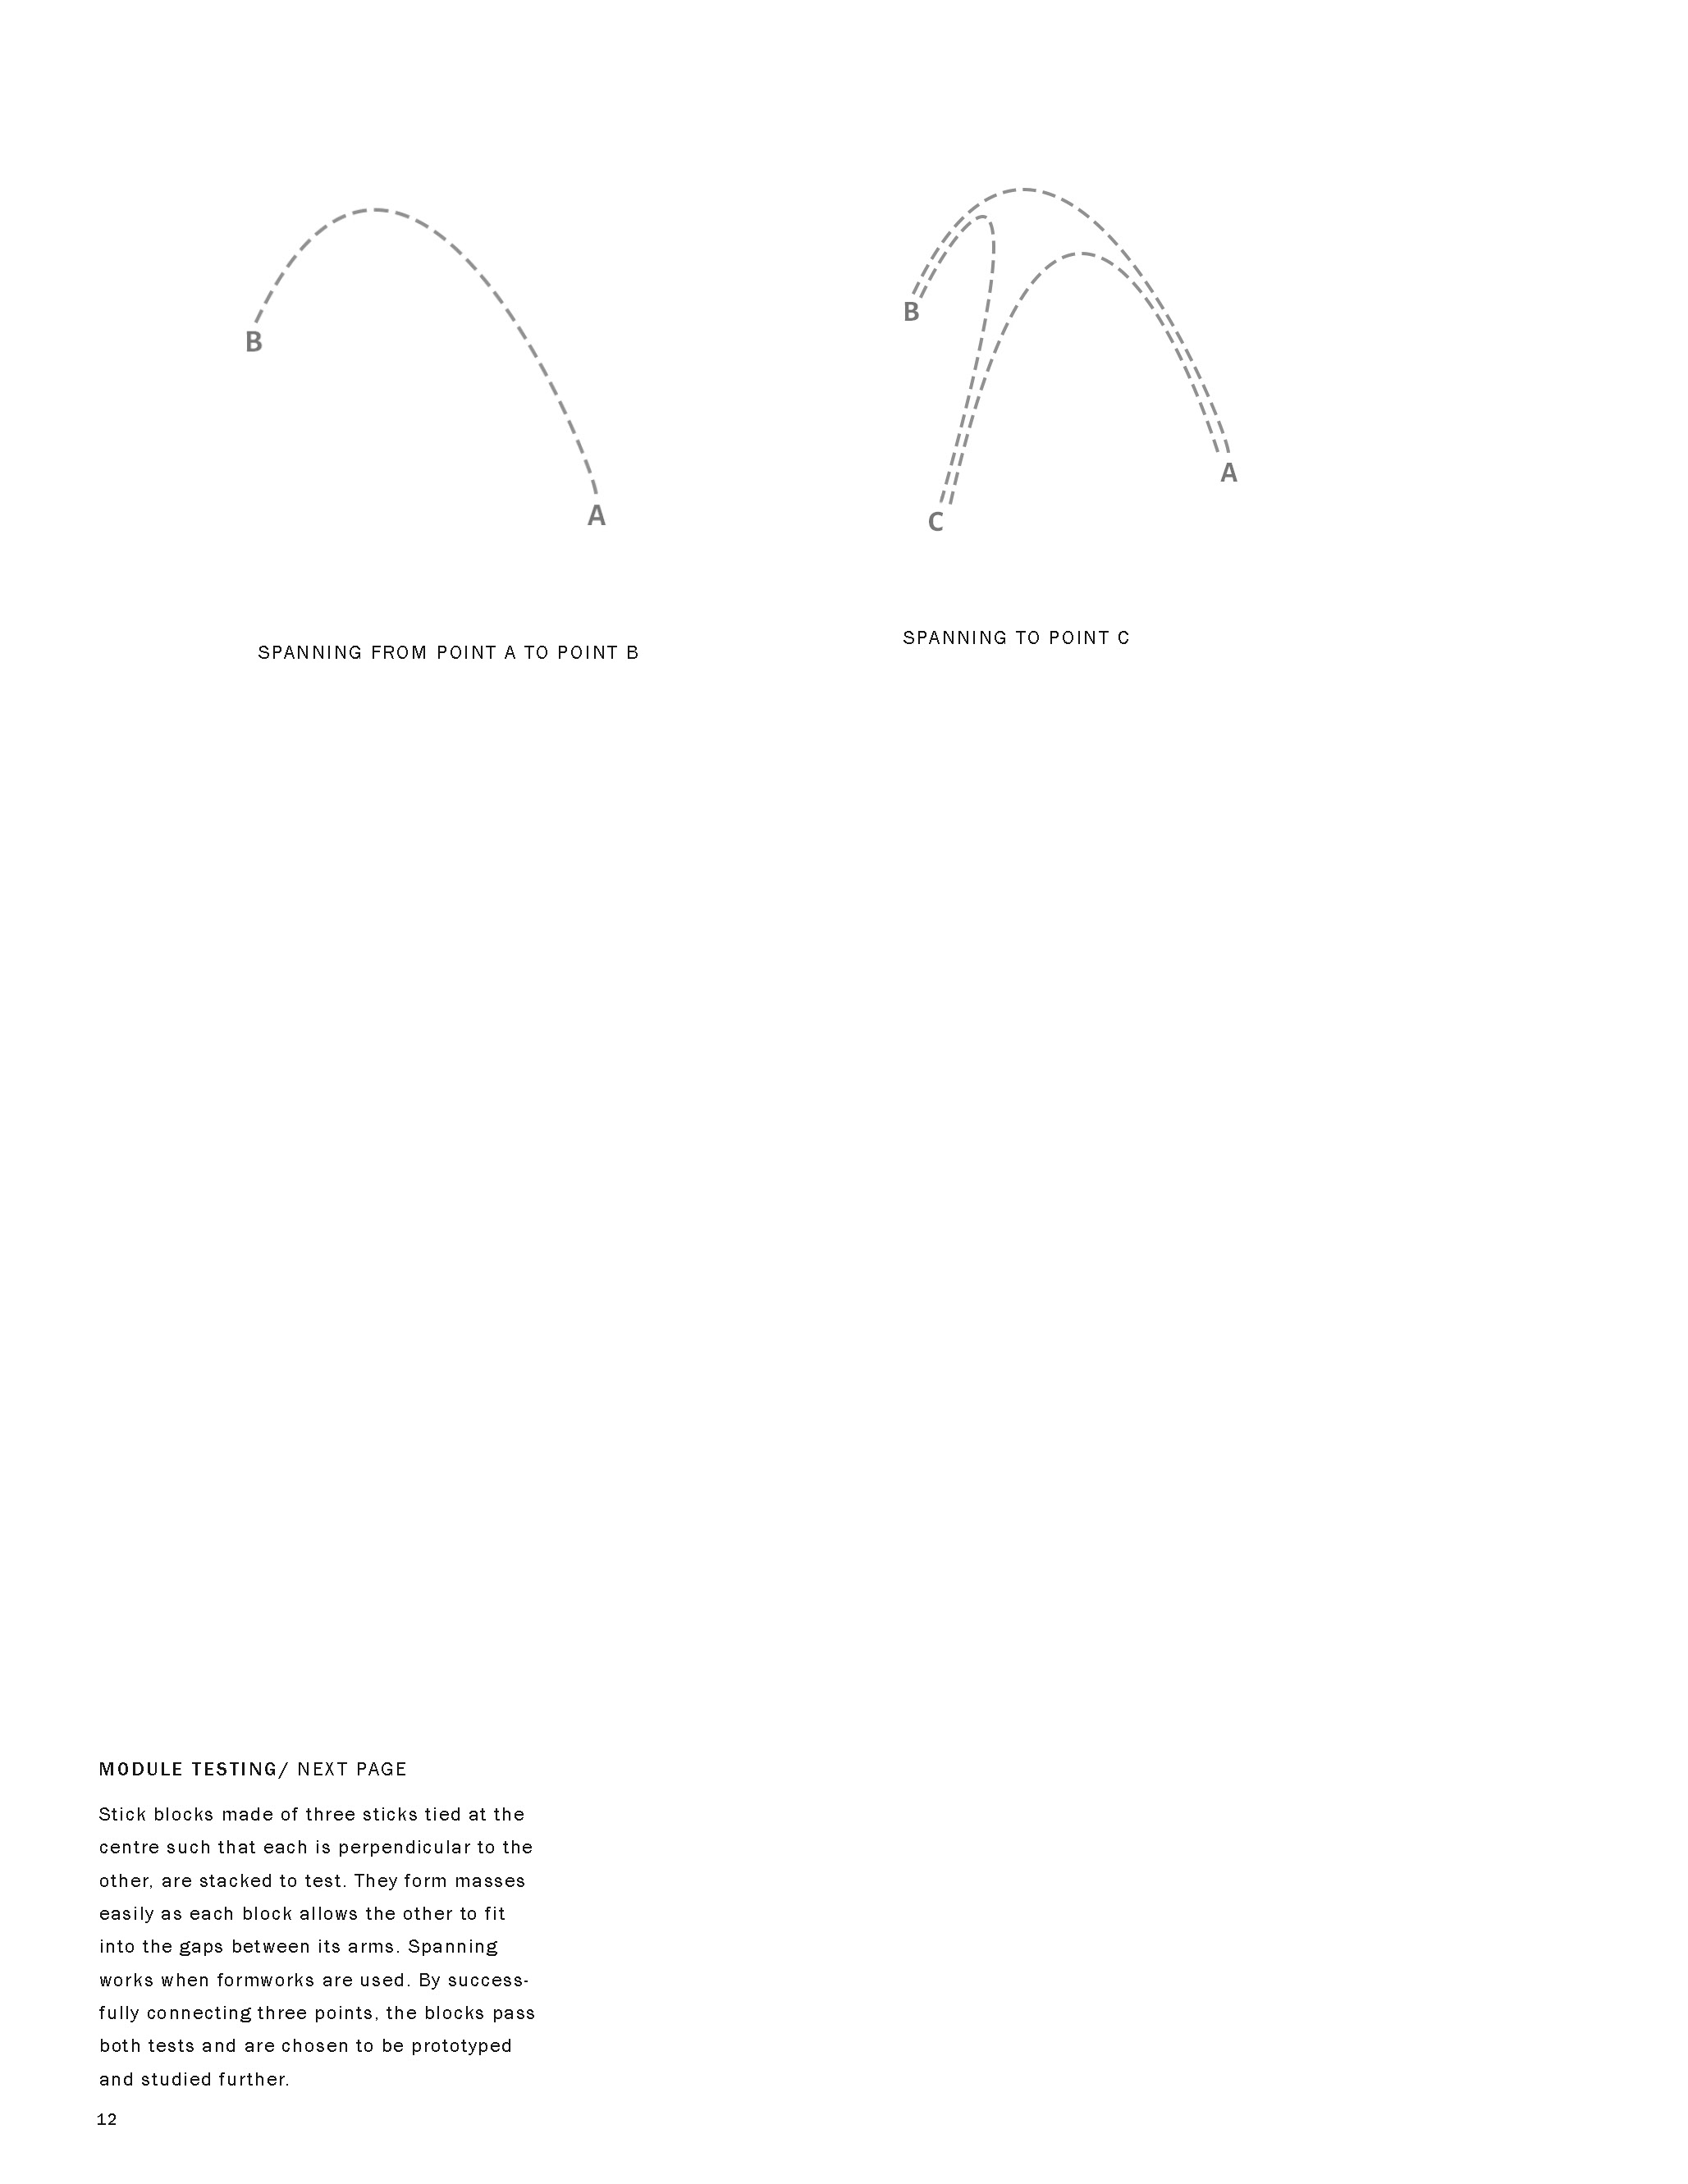 B
A
SPANNING FROM POINT A TO POINT B
B
A
C
SPANNING TO POINT C
MODULE TESTING/ NEXT PAGE
Stick blocks made of three sticks tied at the
centre such that each is perpendicular to the
other, are stacked to test. They form masses
easily as each block allows the other to fit
into the gaps between its arms. Spanning
works when formworks are used. By success-
fully connecting three points, the blocks pass
both tests and are chosen to be prototyped
and studied further.
12